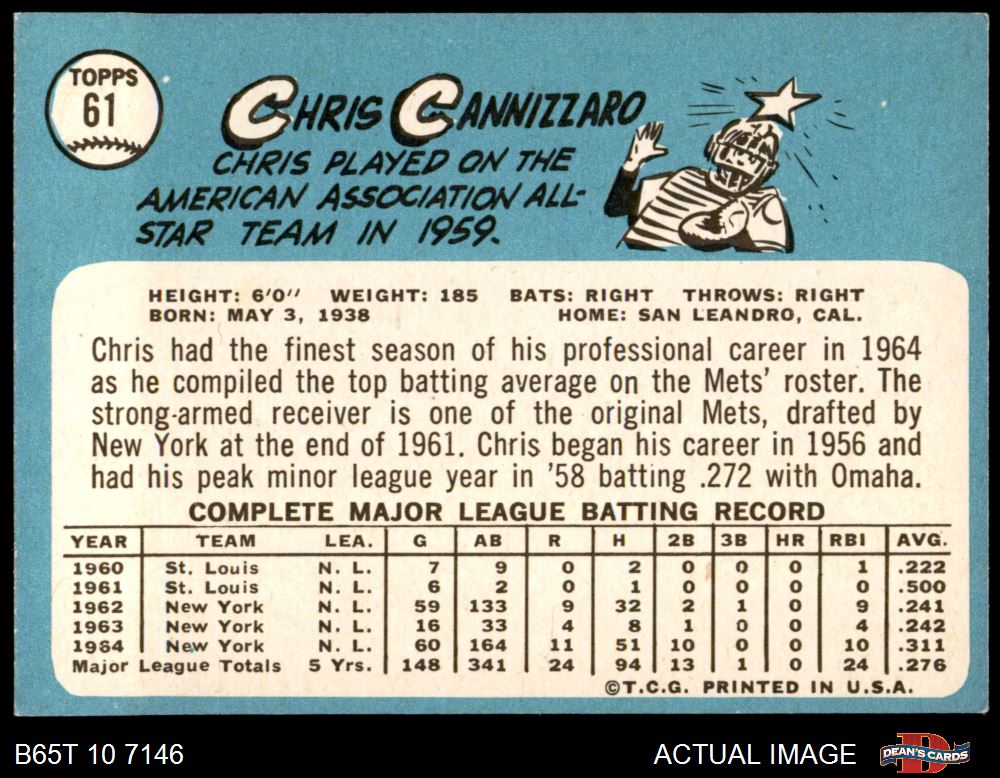 TOPPS
61
CHRIS CANNIZZARO
CHRIS PLAYED ON THE
AMERICAN ASSOCIATION ALL-
STAR TEAM IN 1959.
HEIGHT: 6'0" WEIGHT: 185 BATS: RIGHT THROWS: RIGHT
BORN: MAY 3, 1938 HOME: SAN LEANDRO, CAL.
Chris had the finest season of his professional career in 1964
as he compiled the top batting average on the Mets' roster. The
strong-armed receiver is one of the original Mets, drafted by
New York at the end of 1961. Chris began his career in 1956 and
had his peak minor league year in '58 batting .272 with Omaha.
COMPLETE MAJOR LEAGUE BATTING RECORD
YEAR TEAM LEA. G AB R H 2B 3B HR RBI AVG.
1960 St. Louis N. L. 7 9 0 2 0 0 0 1 .222
1961 St. Louis N. L. 6 2 0 1 0 0 0 0 .500
1962 New York N. L. 59 133 9 32 2 1 0 9 .241
1963 New York N. L. 16 33 4 8 1 0 0 4 .242
1964 New York N. L. 60 164 11 51 10 0 0 10 .311
Major League Totals 5 Yrs. 148 341 24 94 13 1 0 24 .276
©T.C.G. PRINTED IN U.S.A.
B65T 10 7146
ACTUAL IMAGE
D
DEAN'S CARDS